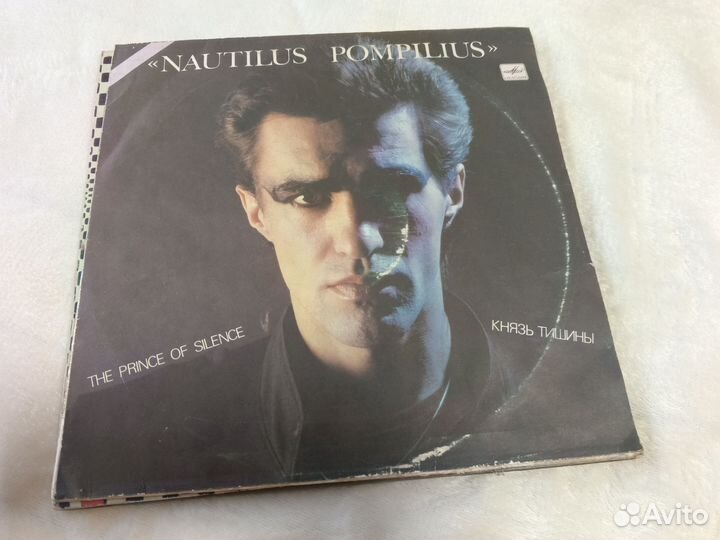 «NAUTILUS POMPILIUS»
THE PRINCE OF SILENCE
КНЯЗЬ ТИШИНЫ
Avito